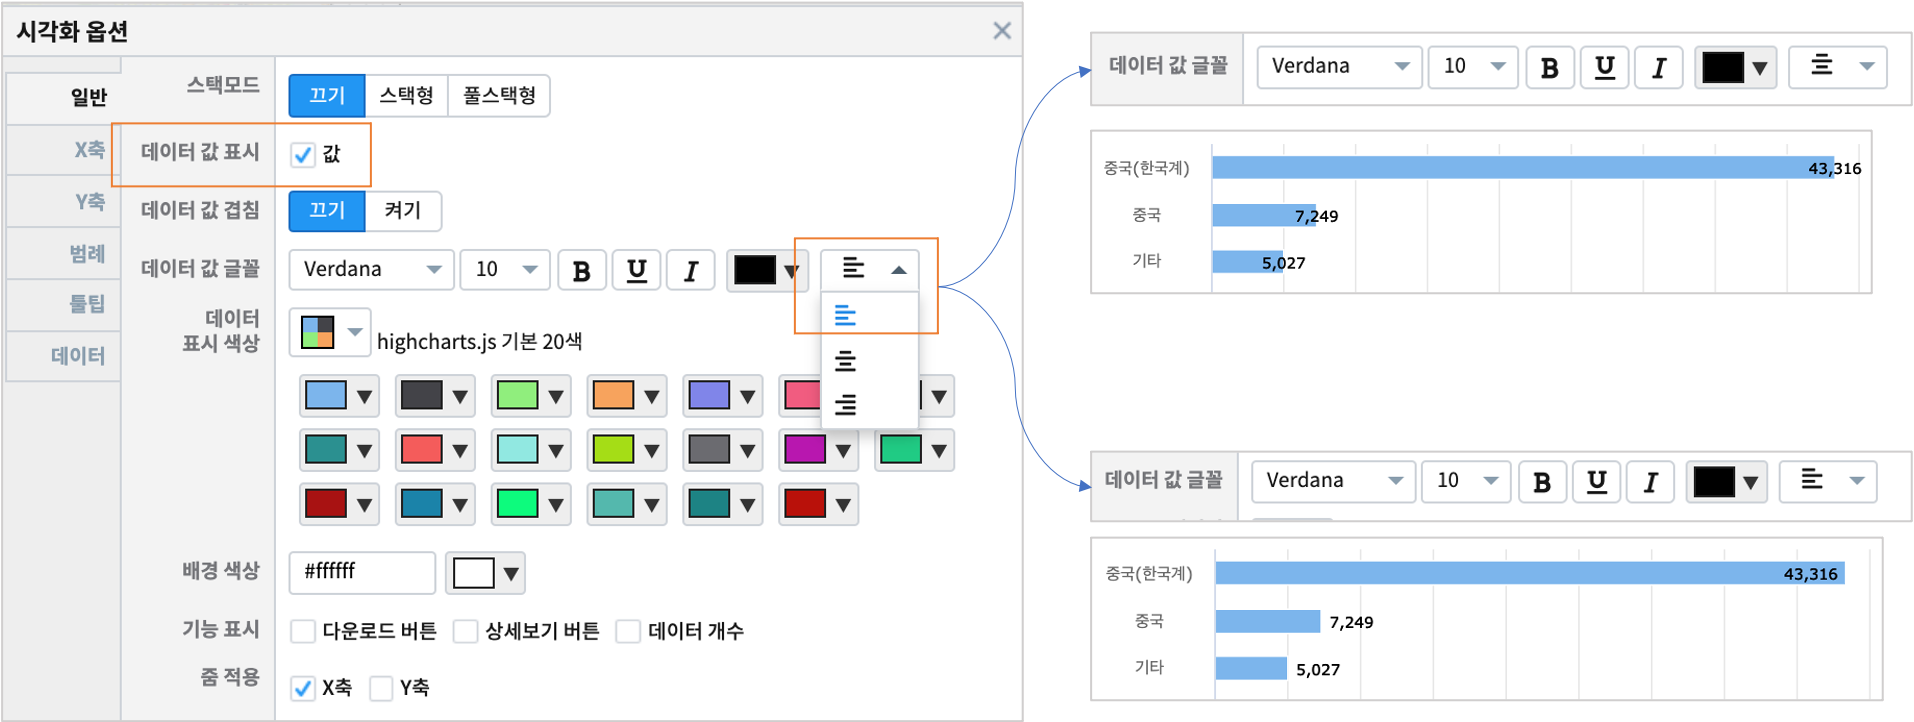 시각화 옵션
일반
X축
Y축
범례
툴팁
데이터
스택모드
끄기 스택형 풀스택형
데이터 값 표시
값
데이터 값 겹침
끄기 켜기
데이터 값 글꼴
Verdana 10 B U I
데이터
표시 색상
highcharts.js 기본 20색
배경 색상
#ffffff
기능 표시
다운로드 버튼 상세보기 버튼 데이터 개수
줌 적용
X축 Y축
데이터 값 글꼴 Verdana 10 B U I
중국(한국계) 43,316
중국 7,249
기타 5,027
데이터 값 글꼴 Verdana 10 B U I
중국(한국계) 43,316
중국 7,249
기타 5,027